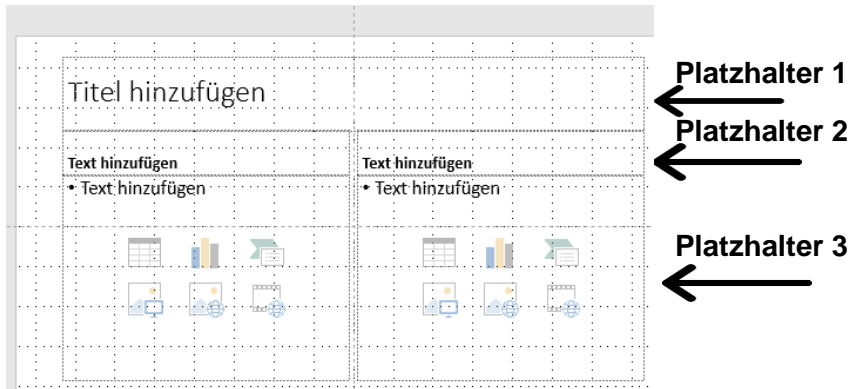 Titel hinzufügen
Platzhalter 1
Platzhalter 2
Text hinzufügen Text hinzufügen
• Text hinzufügen • Text hinzufügen
Platzhalter 3